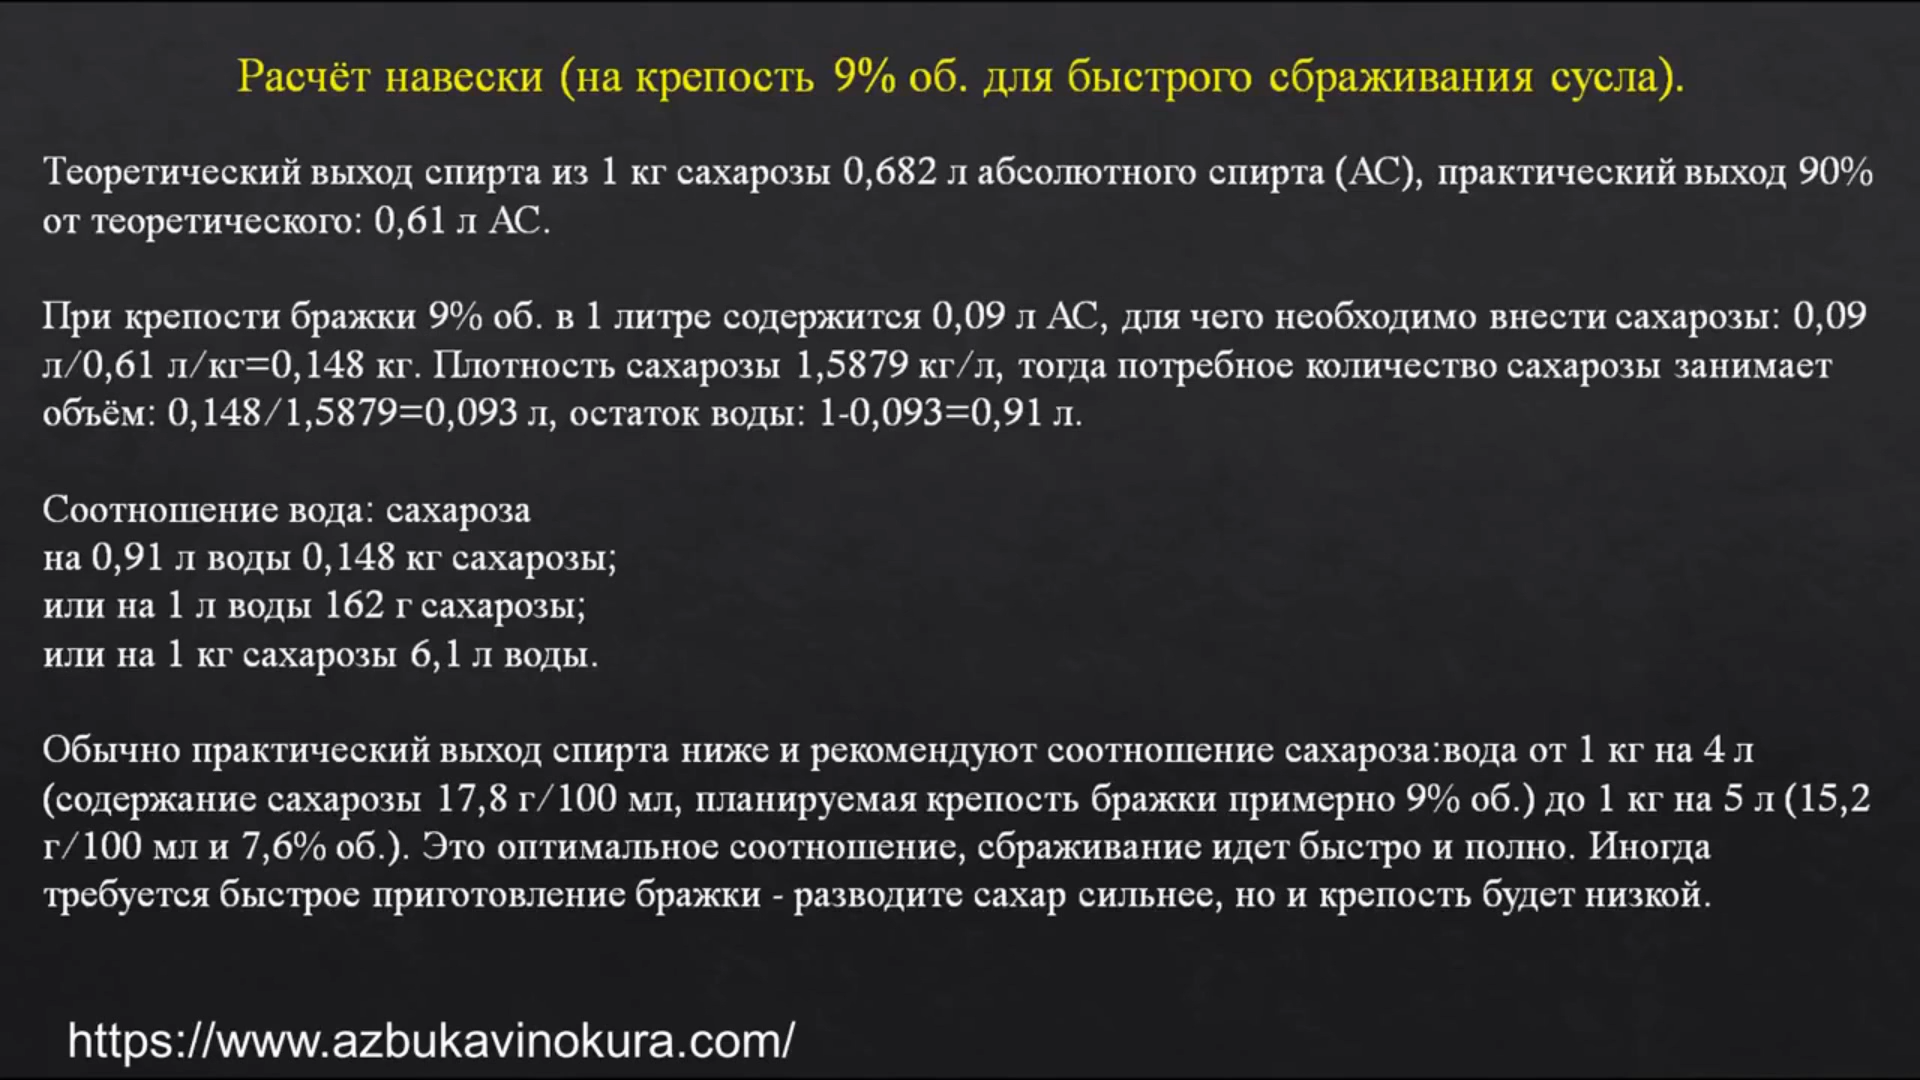 Расчёт навески (на крепость 9% об. для быстрого сбраживания сусла).
Теоретический выход спирта из 1 кг сахарозы 0,682 л абсолютного спирта (АС), практический выход 90%
от теоретического: 0,61 л АС.
При крепости бражки 9% об. в 1 литре содержится 0,09 л АС, для чего необходимо внести сахарозы: 0,09
л/0,61 л/кг=0,148 кг. Плотность сахарозы 1,5879 кг/л, тогда потребное количество сахарозы занимает
объём: 0,148/1,5879=0,093 л, остаток воды: 1-0,093=0,91 л.
Соотношение вода: сахароза
на 0,91 л воды 0,148 кг сахарозы;
или на 1 л воды 162 г сахарозы;
или на 1 кг сахарозы 6,1 л воды.
Обычно практический выход спирта ниже и рекомендуют соотношение сахароза:вода от 1 кг на 4 л
(содержание сахарозы 17,8 г/100 мл, планируемая крепость бражки примерно 9% об.) до 1 кг на 5 л (15,2
г/100 мл и 7,6% об.). Это оптимальное соотношение, сбраживание идет быстро и полно. Иногда
требуется быстрое приготовление бражки - разводите сахар сильнее, но и крепость будет низкой.
https://www.azbukavinokura.com/